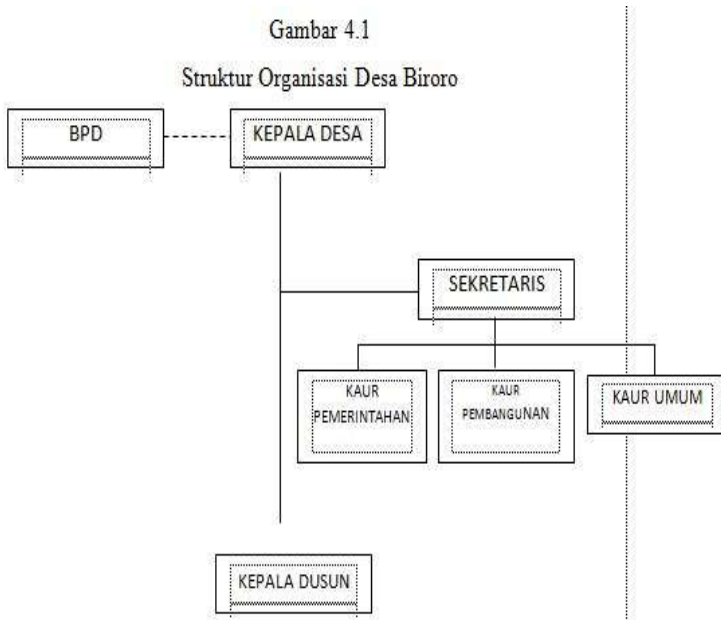 Gambar 4.1
Struktur Organisasi Desa Biroro
BPD
KEPALA DESA
SEKRETARIS
KAUR
PEMERINTAHAN
KAUR
PEMBANGUNAN
KAUR UMUM
KEPALA DUSUN